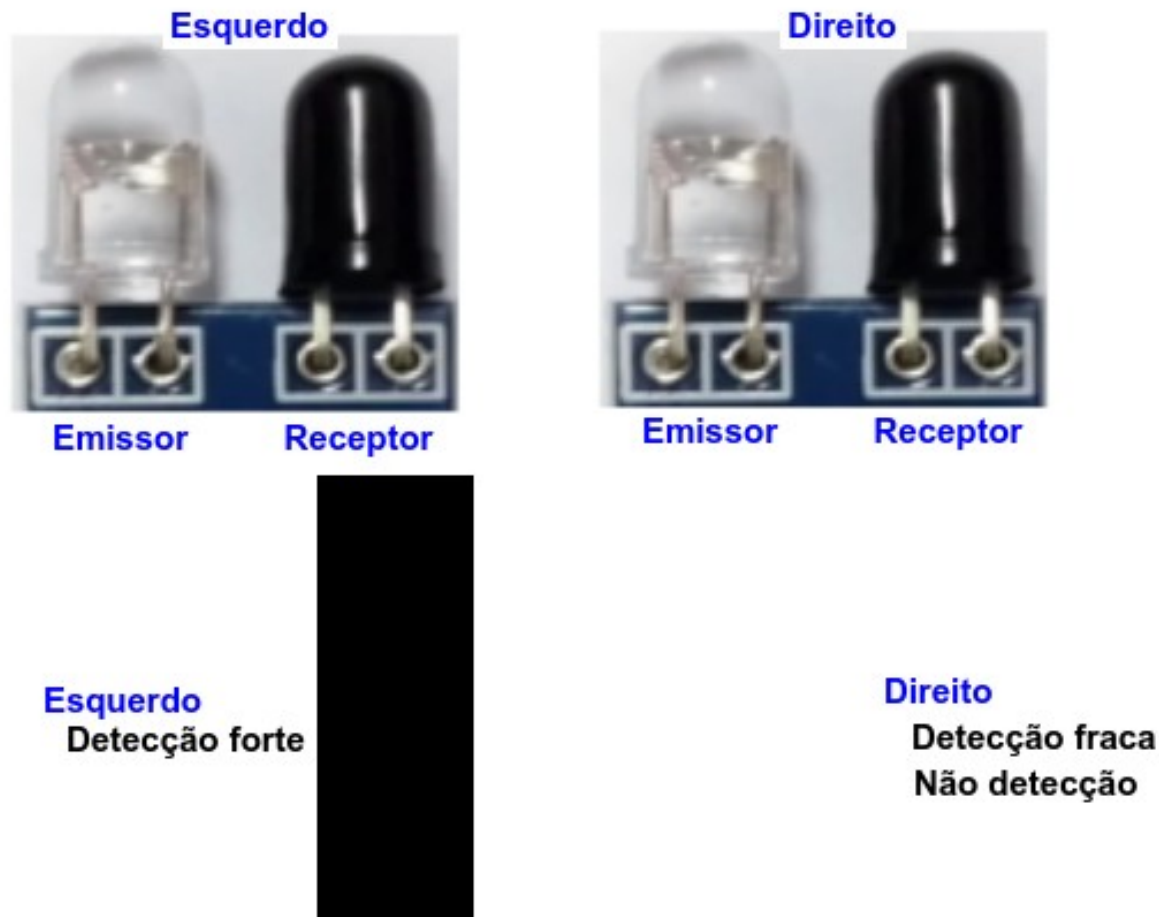 Esquerdo
Direito
Emissor
Receptor
Emissor
Receptor
Esquerdo
Detecção forte
Direito
Detecção fraca
Não detecção